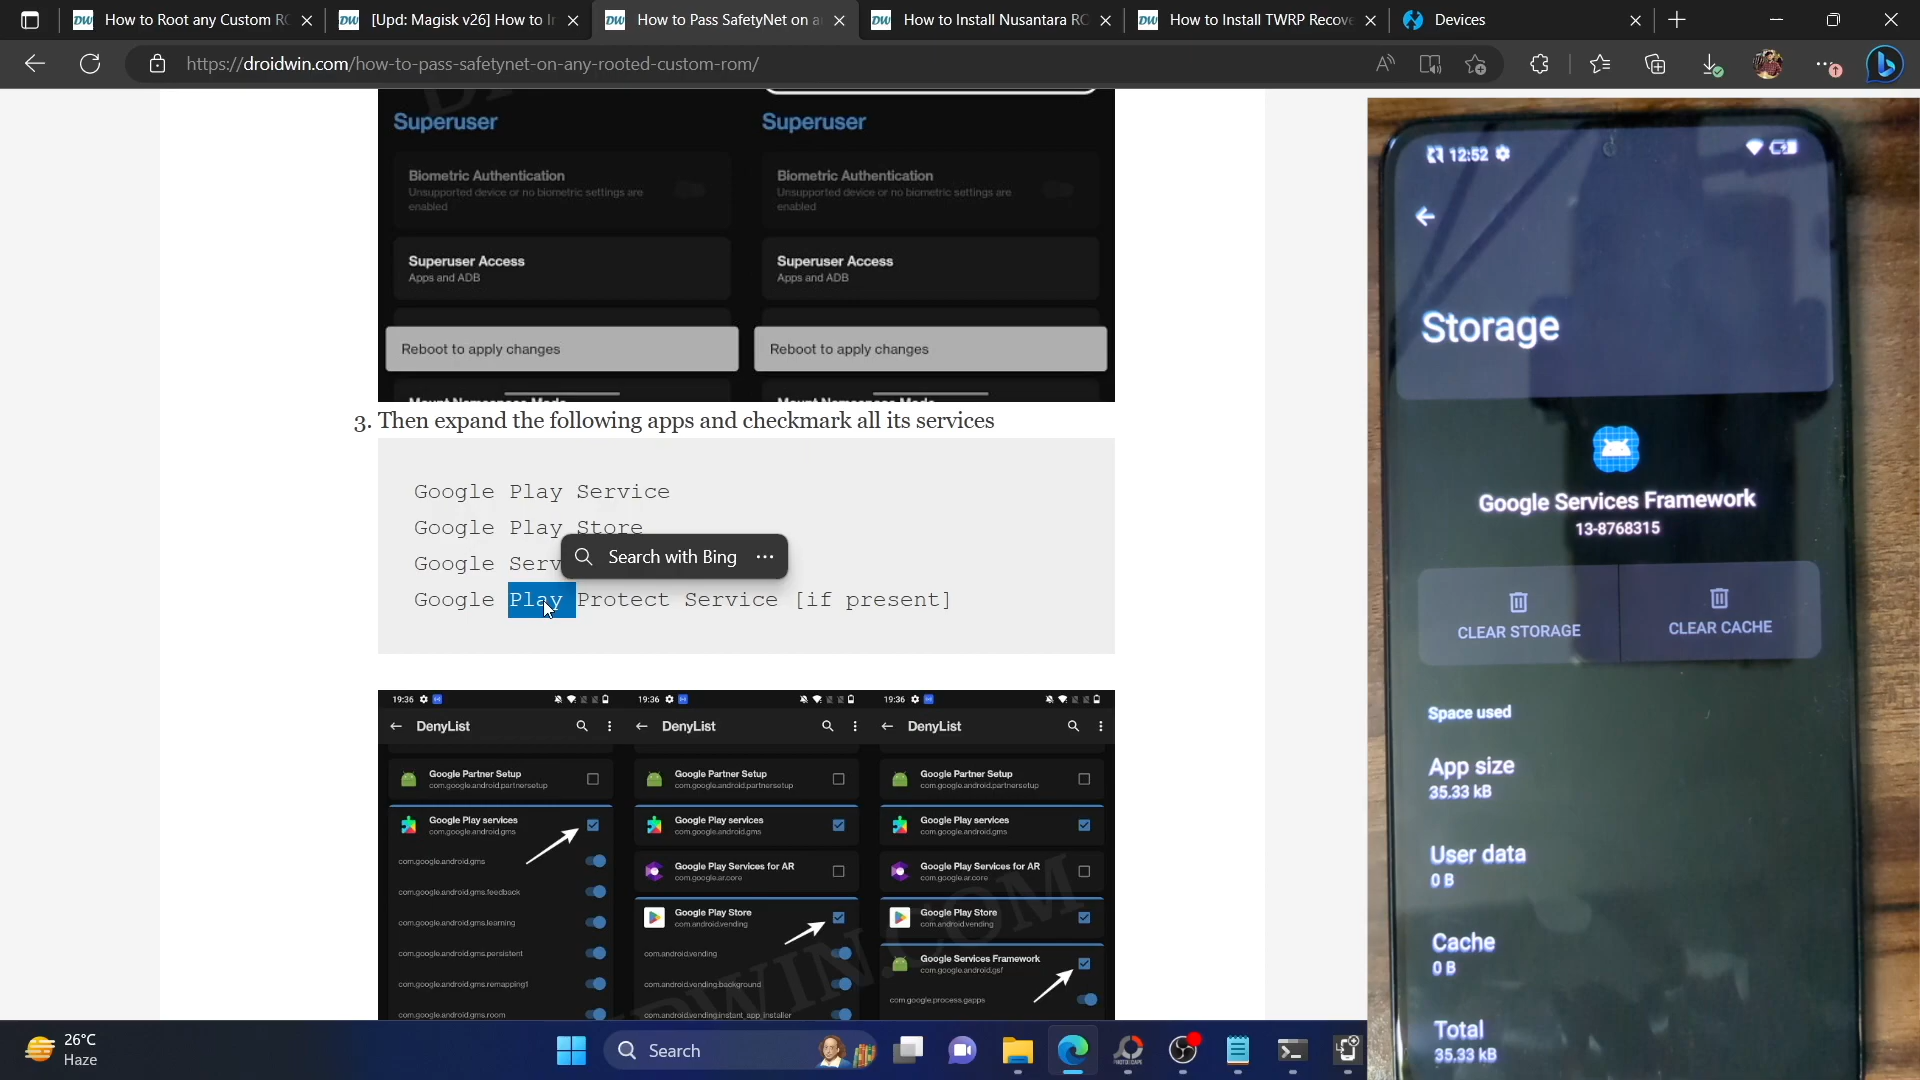 How to Root any Custom RO
[Upd: Magisk v26] How to In
How to Pass SafetyNet on a
How to Install Nusantara RO
How to Install TWRP Recove
Devices
https://droidwin.com/how-to-pass-safetynet-on-any-rooted-custom-rom/
Superuser
Superuser
Biometric Authentication
Unsupported device or no biometric settings are
enabled
Biometric Authentication
Unsupported device or no biometric settings are
enabled
Superuser Access
Apps and ADB
Superuser Access
Apps and ADB
Reboot to apply changes
Reboot to apply changes
Mount Namespace Mode
Mount Namespace Mode
3. Then expand the following apps and checkmark all its services
Google Play Service
Google Play Store
Google Serv
Search with Bing
Google Play Protect Service [if present]
19:36
19:36
19:36
DenyList
DenyList
DenyList
Google Partner Setup
com.google.android.partnersetup
Google Play services
com.google.android.gms
com.google.android.gms
com.google.android.gms.feedback
com.google.android.gms.learning
com.google.android.gms.persistent
com.google.android.gms.remapping1
com.google.android.gms.room
Google Partner Setup
com.google.android.partnersetup
Google Play services
com.google.android.gms
Google Play Services for AR
com.google.ar.core
Google Play Store
com.android.vending
com.android.vending
com.android.vending:background
com.android.vending:instant_app_installer
Google Partner Setup
com.google.android.partnersetup
Google Play services
com.google.android.gms
Google Play Services for AR
com.google.ar.core
Google Play Store
com.android.vending
Google Services Framework
com.google.android.gsf
com.google.process.gapps
12:52
Storage
Google Services Framework
13-8768315
CLEAR STORAGE
CLEAR CACHE
Space used
App size
35.33 kB
User data
0 B
Cache
0 B
Total
35.33 kB
26°C
Haze
Search